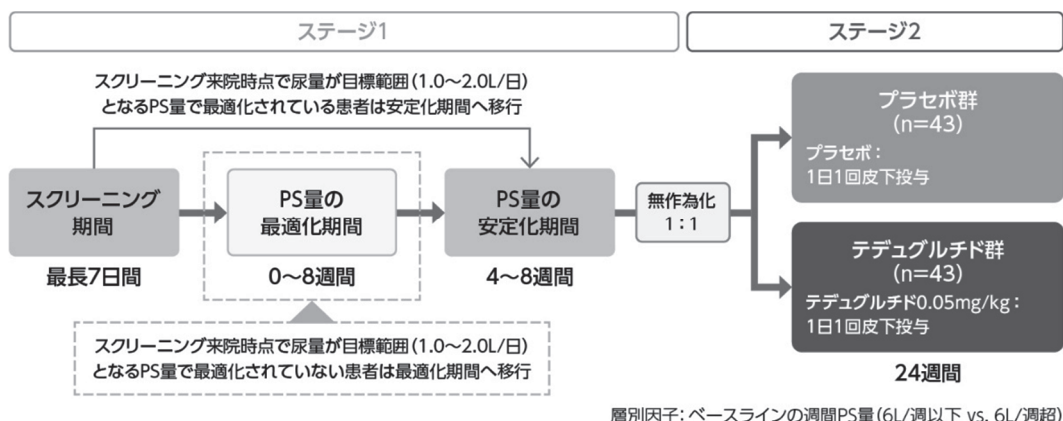 ステージ1
ステージ2
スクリーニング来院時点で尿量が目標範囲(1.0〜2.0L/日)
となるPS量で最適化されている患者は安定化期間へ移行
スクリーニング
期間
最長7日間
PS量の
最適化期間
0〜8週間
PS量の
安定化期間
4〜8週間
無作為化
1:1
プラセボ群
(n=43)
プラセボ:
1日1回皮下投与
テデュグルチド群
(n=43)
テデュグルチド0.05mg/kg:
1日1回皮下投与
24週間
スクリーニング来院時点で尿量が目標範囲(1.0〜2.0L/日)
となるPS量で最適化されていない患者は最適化期間へ移行
層別因子:ベースラインの週間PS量(6L/週以下 vs. 6L/週超)